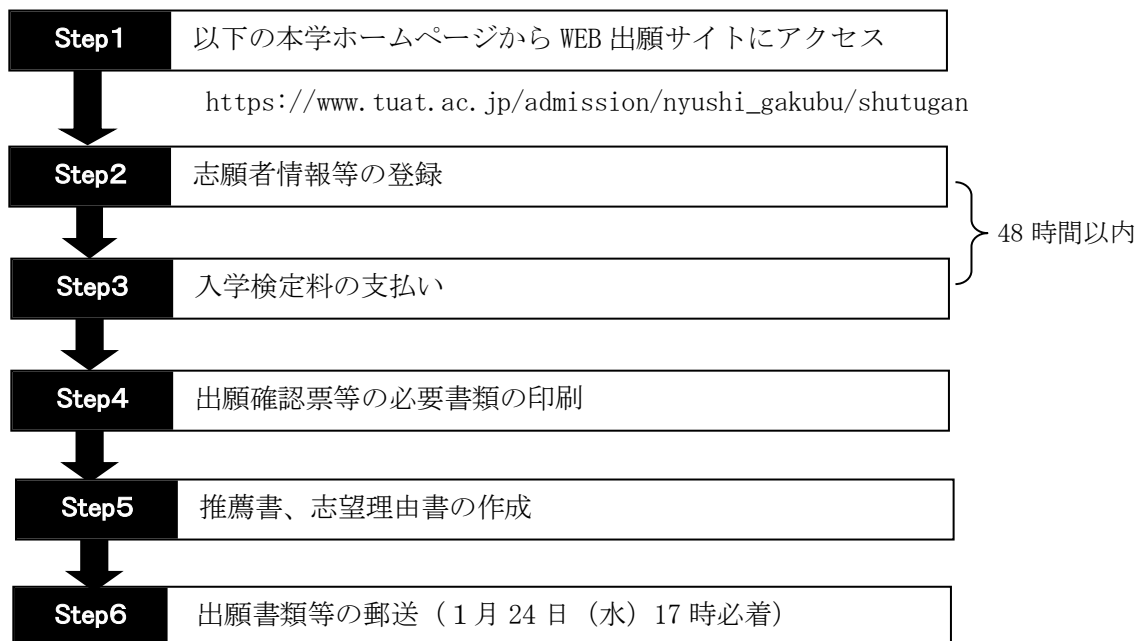 Step1 以下の本学ホームページから WEB 出願サイトにアクセス
https://www.tuat.ac.jp/admission/nyushi_gakubu/shutugan
Step2 志願者情報等の登録
48 時間以内
Step3 入学検定料の支払い
Step4 出願確認票等の必要書類の印刷
Step5 推薦書、志望理由書の作成
Step6 出願書類等の郵送（１月 24 日（水）17 時必着）